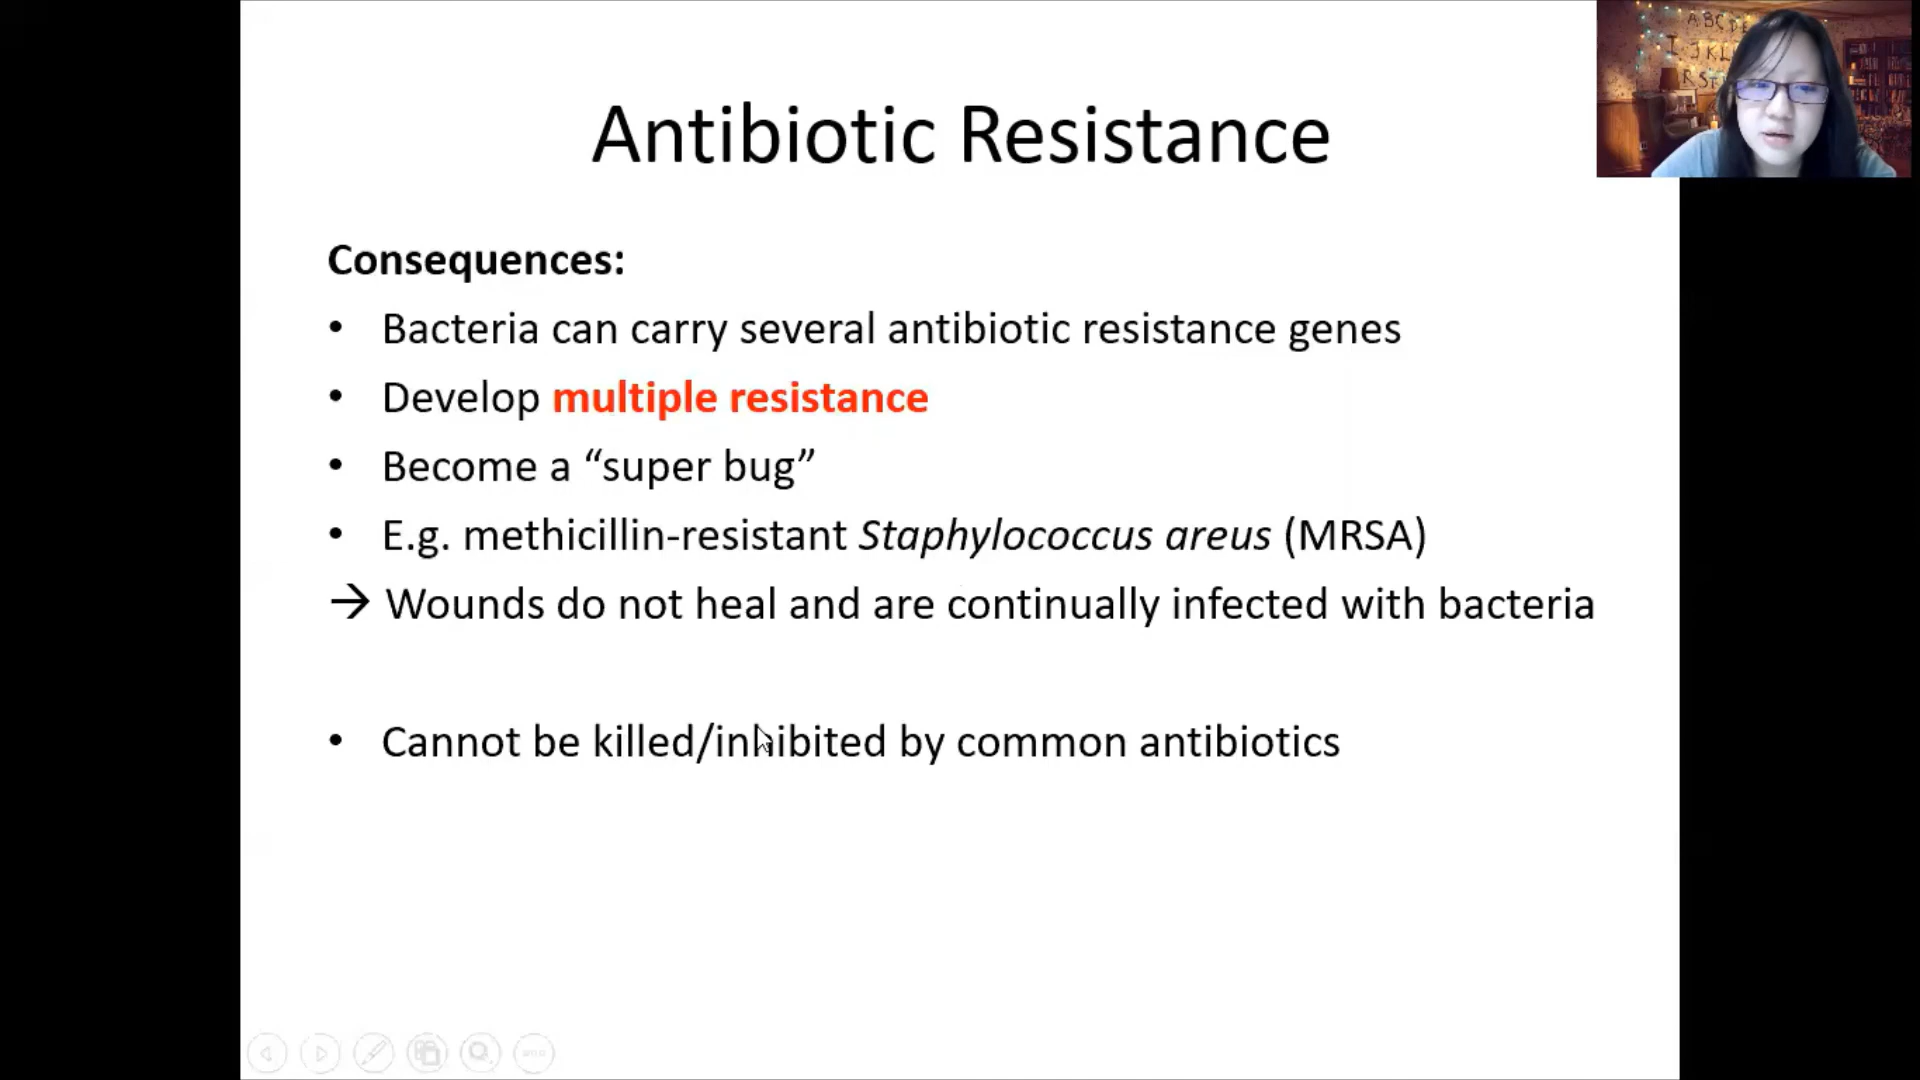 Antibiotic Resistance
Consequences:
• Bacteria can carry several antibiotic resistance genes
• Develop multiple resistance
• Become a “super bug”
• E.g. methicillin-resistant Staphylococcus areus (MRSA)
→ Wounds do not heal and are continually infected with bacteria
• Cannot be killed/inhibited by common antibiotics